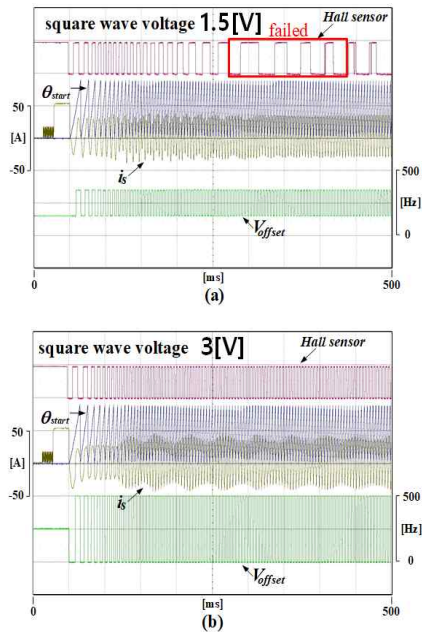 square wave voltage 1.5[V] failed Hall sensor
θstart
50
[A]
-50
is
500
[Hz]
0
Voffset
0 [ms] 500
(a)
square wave voltage 3[V] Hall sensor
θstart
50
[A]
-50
is
500
[Hz]
0
Voffset
0 [ms] 500
(b)